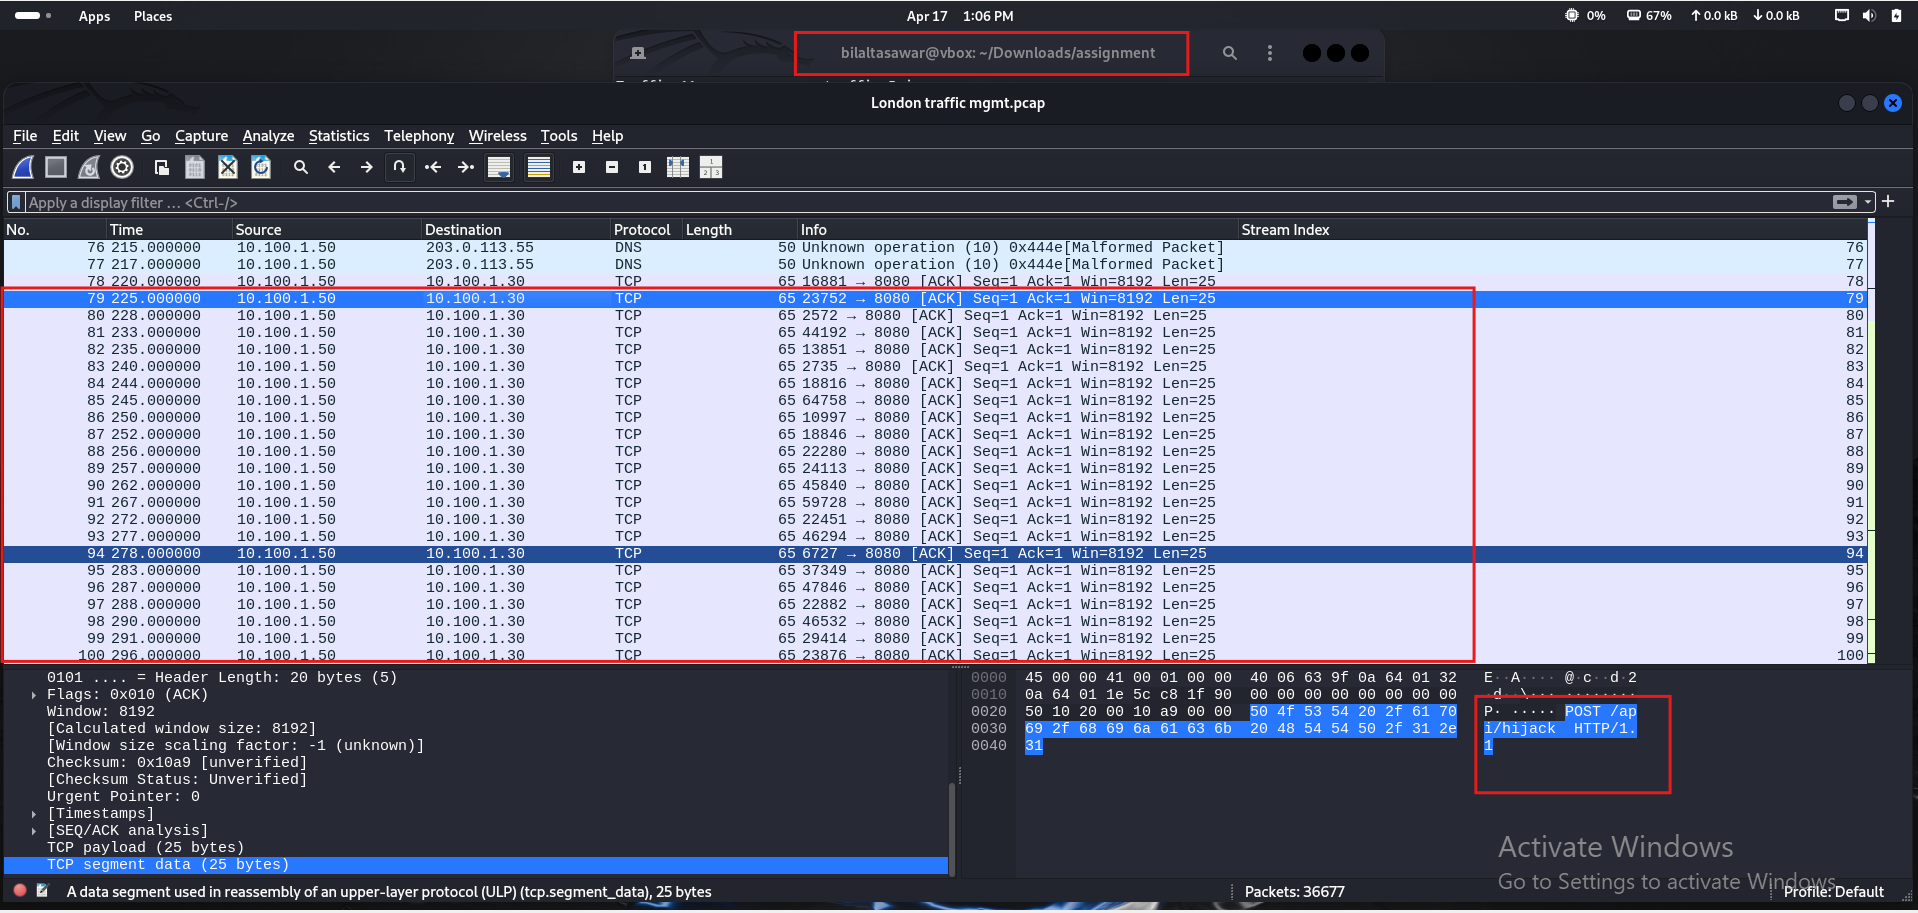 Apps Places Apr 17 1:06 PM 0% 67% 0.0 kB 0.0 kB
bilaltasawar@vbox: ~/Downloads/assignment
London traffic mgmt.pcap
File Edit View Go Capture Analyze Statistics Telephony Wireless Tools Help
Apply a display filter … <Ctrl-/>
No. Time Source Destination Protocol Length Info Stream Index
76 215.000000 10.100.1.50 203.0.113.55 DNS 50 Unknown operation (10) 0x444e[Malformed Packet] 76
77 217.000000 10.100.1.50 203.0.113.55 DNS 50 Unknown operation (10) 0x444e[Malformed Packet] 77
78 220.000000 10.100.1.50 10.100.1.30 TCP 65 16881 → 8080 [ACK] Seq=1 Ack=1 Win=8192 Len=25 78
79 225.000000 10.100.1.50 10.100.1.30 TCP 65 23752 → 8080 [ACK] Seq=1 Ack=1 Win=8192 Len=25 79
80 228.000000 10.100.1.50 10.100.1.30 TCP 65 2572 → 8080 [ACK] Seq=1 Ack=1 Win=8192 Len=25 80
81 233.000000 10.100.1.50 10.100.1.30 TCP 65 44192 → 8080 [ACK] Seq=1 Ack=1 Win=8192 Len=25 81
82 235.000000 10.100.1.50 10.100.1.30 TCP 65 13851 → 8080 [ACK] Seq=1 Ack=1 Win=8192 Len=25 82
83 240.000000 10.100.1.50 10.100.1.30 TCP 65 2735 → 8080 [ACK] Seq=1 Ack=1 Win=8192 Len=25 83
84 244.000000 10.100.1.50 10.100.1.30 TCP 65 18816 → 8080 [ACK] Seq=1 Ack=1 Win=8192 Len=25 84
85 245.000000 10.100.1.50 10.100.1.30 TCP 65 64758 → 8080 [ACK] Seq=1 Ack=1 Win=8192 Len=25 85
86 250.000000 10.100.1.50 10.100.1.30 TCP 65 10997 → 8080 [ACK] Seq=1 Ack=1 Win=8192 Len=25 86
87 252.000000 10.100.1.50 10.100.1.30 TCP 65 18846 → 8080 [ACK] Seq=1 Ack=1 Win=8192 Len=25 87
88 256.000000 10.100.1.50 10.100.1.30 TCP 65 22280 → 8080 [ACK] Seq=1 Ack=1 Win=8192 Len=25 88
89 257.000000 10.100.1.50 10.100.1.30 TCP 65 24113 → 8080 [ACK] Seq=1 Ack=1 Win=8192 Len=25 89
90 262.000000 10.100.1.50 10.100.1.30 TCP 65 45840 → 8080 [ACK] Seq=1 Ack=1 Win=8192 Len=25 90
91 267.000000 10.100.1.50 10.100.1.30 TCP 65 59728 → 8080 [ACK] Seq=1 Ack=1 Win=8192 Len=25 91
92 272.000000 10.100.1.50 10.100.1.30 TCP 65 22451 → 8080 [ACK] Seq=1 Ack=1 Win=8192 Len=25 92
93 277.000000 10.100.1.50 10.100.1.30 TCP 65 46294 → 8080 [ACK] Seq=1 Ack=1 Win=8192 Len=25 93
94 278.000000 10.100.1.50 10.100.1.30 TCP 65 6727 → 8080 [ACK] Seq=1 Ack=1 Win=8192 Len=25 94
95 283.000000 10.100.1.50 10.100.1.30 TCP 65 37349 → 8080 [ACK] Seq=1 Ack=1 Win=8192 Len=25 95
96 287.000000 10.100.1.50 10.100.1.30 TCP 65 47846 → 8080 [ACK] Seq=1 Ack=1 Win=8192 Len=25 96
97 288.000000 10.100.1.50 10.100.1.30 TCP 65 22882 → 8080 [ACK] Seq=1 Ack=1 Win=8192 Len=25 97
98 290.000000 10.100.1.50 10.100.1.30 TCP 65 46532 → 8080 [ACK] Seq=1 Ack=1 Win=8192 Len=25 98
99 291.000000 10.100.1.50 10.100.1.30 TCP 65 29414 → 8080 [ACK] Seq=1 Ack=1 Win=8192 Len=25 99
100 296.000000 10.100.1.50 10.100.1.30 TCP 65 23876 → 8080 [ACK] Seq=1 Ack=1 Win=8192 Len=25 100
0101 .... = Header Length: 20 bytes (5)
Flags: 0x010 (ACK)
Window: 8192
[Calculated window size: 8192]
[Window size scaling factor: -1 (unknown)]
Checksum: 0x10a9 [unverified]
[Checksum Status: Unverified]
Urgent Pointer: 0
[Timestamps]
[SEQ/ACK analysis]
TCP payload (25 bytes)
TCP segment data (25 bytes)
0000 45 00 00 41 00 01 00 00 40 06 63 9f 0a 64 01 32 E··A····@·c··d·2
0010 0a 64 01 1e 5c c8 1f 90 00 00 00 00 00 00 00 00 ·d··\··· ········
0020 50 10 20 00 10 a9 00 00 50 4f 53 54 20 2f 61 70 P· ····· POST /ap
0030 69 2f 68 69 6a 61 63 6b 20 48 54 54 50 2f 31 2e i/hijack HTTP/1.
0040 31 1
Activate Windows
Go to Settings to activate Windows.
A data segment used in reassembly of an upper-layer protocol (ULP) (tcp.segment_data), 25 bytes Packets: 36677 Profile: Default